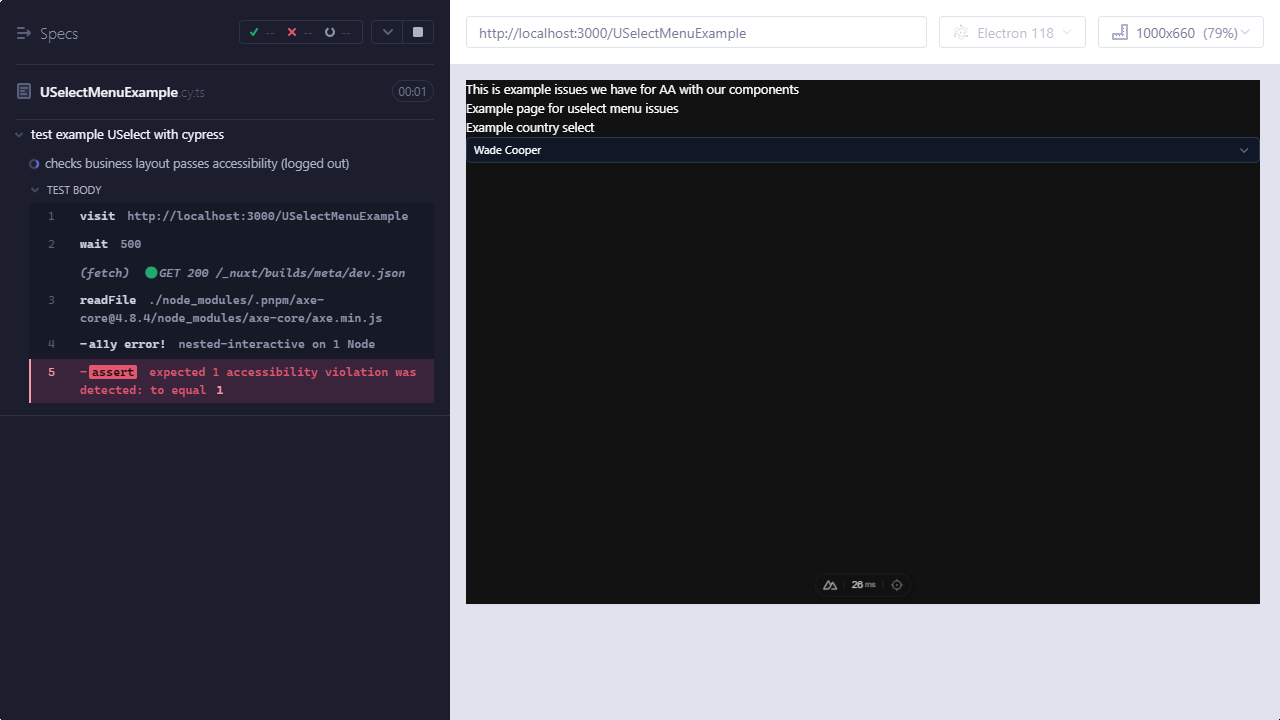 Specs
-- -- --
http://localhost:3000/USelectMenuExample
Electron 118
1000x660 (79%)
USelectMenuExample.cy.ts
00:01
test example USelect with cypress
checks business layout passes accessibility (logged out)
TEST BODY
1 visit http://localhost:3000/USelectMenuExample
2 wait 500
(fetch) GET 200 /_nuxt/builds/meta/dev.json
3 readFile ./node_modules/.pnpm/axe-
core@4.8.4/node_modules/axe-core/axe.min.js
4 -a11y error! nested-interactive on 1 Node
5 -assert expected 1 accessibility violation was
detected: to equal 1
This is example issues we have for AA with our components
Example page for uselect menu issues
Example country select
Wade Cooper
26 ms